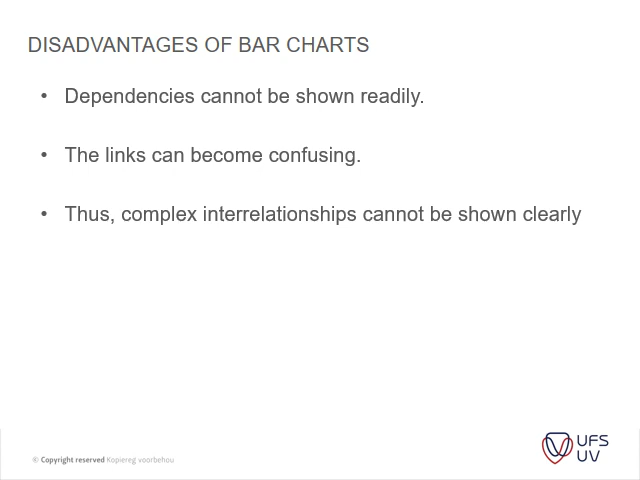 DISADVANTAGES OF BAR CHARTS
• Dependencies cannot be shown readily.
• The links can become confusing.
• Thus, complex interrelationships cannot be shown clearly
© Copyright reserved Kopiereg voorbehou
UFS
UV